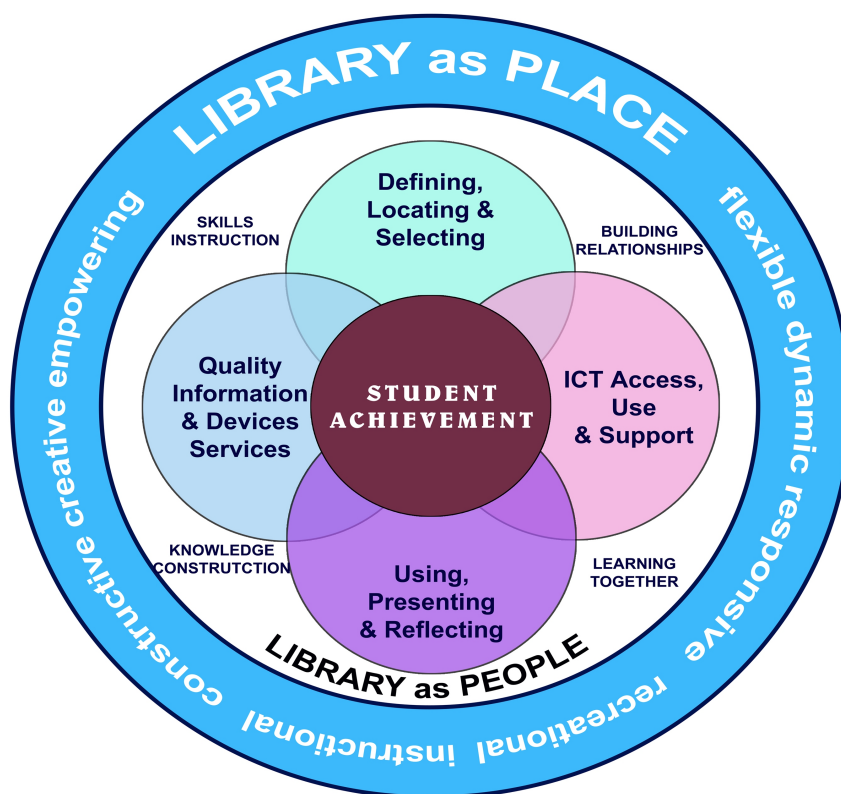 LIBRARY as PLACE
flexible dynamic responsive recreational instructional constructive creative empowering
Defining,
Locating &
Selecting
SKILLS
INSTRUCTION
BUILDING
RELATIONSHIPS
Quality
Information
& Devices
Services
STUDENT
ACHIEVEMENT
ICT Access,
Use
& Support
KNOWLEDGE
CONSTRUTCTION
LEARNING
TOGETHER
Using,
Presenting
& Reflecting
LIBRARY as PEOPLE